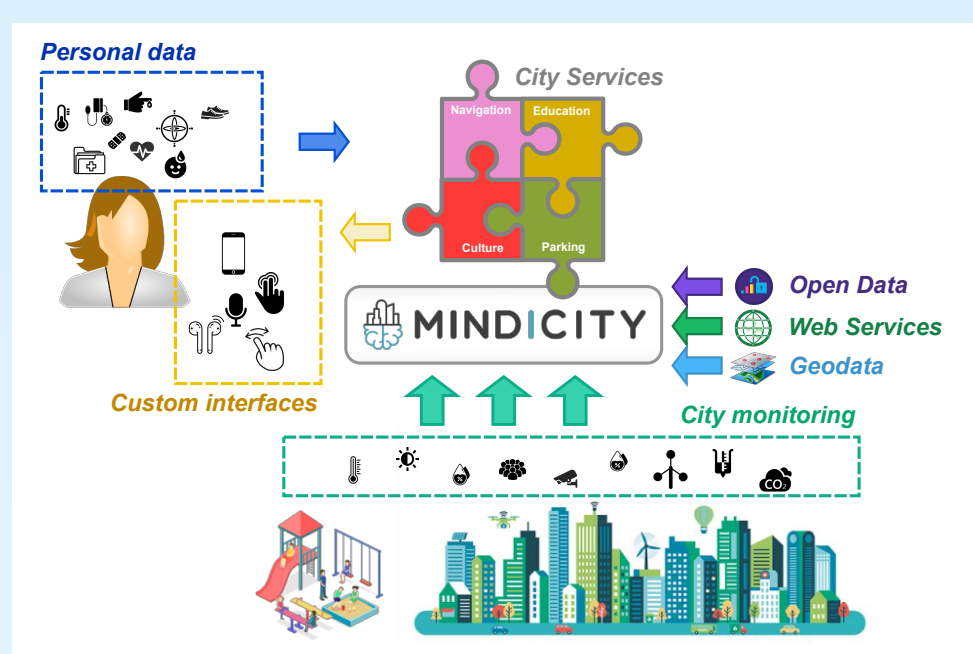 Personal data
City Services
Navigation
Education
Culture
Parking
MINDICITY
Open Data
Web Services
Geodata
Custom interfaces
City monitoring
%
%
CO2